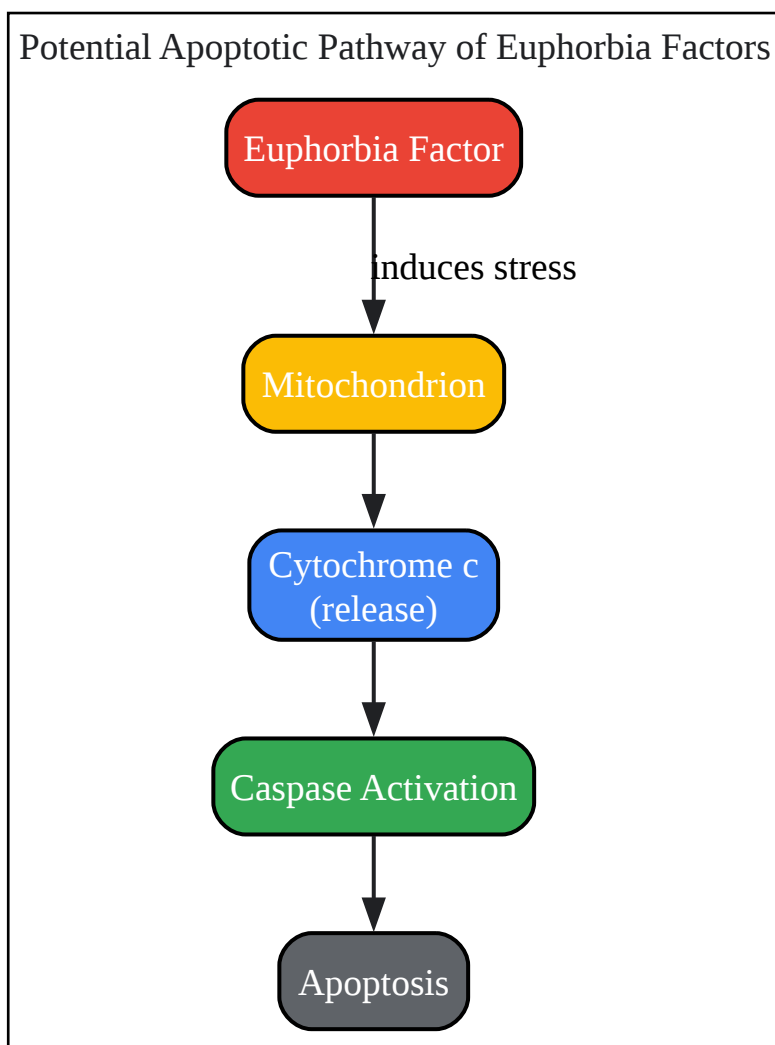 Potential Apoptotic Pathway of Euphorbia Factors
Euphorbia Factor
induces stress
Mitochondrion
Cytochrome c
(release)
Caspase Activation
Apoptosis